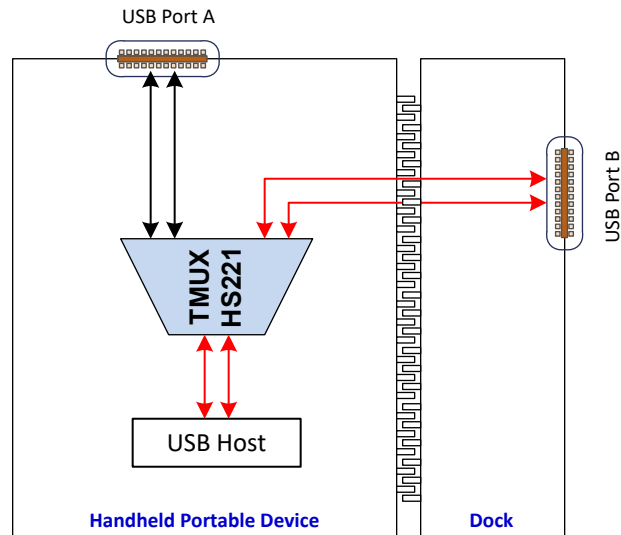 USB Port A
USB Port B
TMUX
HS221
USB Host
Handheld Portable Device
Dock